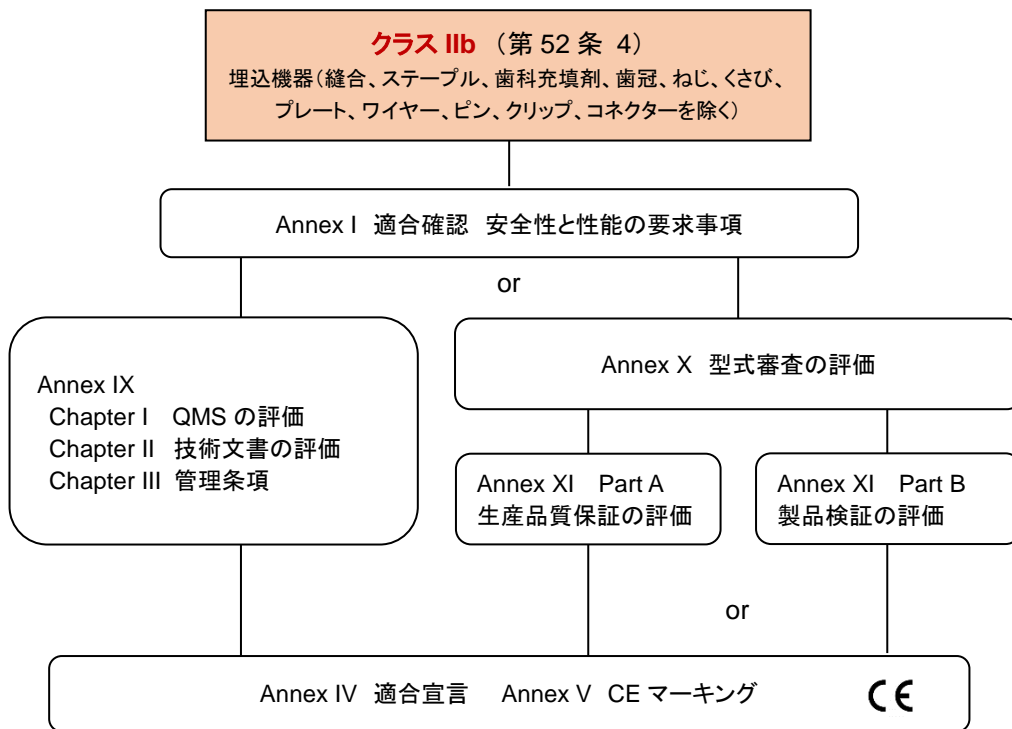 クラス IIb （第 52 条 4）
埋込機器（縫合、ステープル、歯科充填剤、歯冠、ねじ、くさび、
プレート、ワイヤー、ピン、クリップ、コネクターを除く）
Annex I 適合確認 安全性と性能の要求事項
or
Annex IX
Chapter I QMS の評価
Chapter II 技術文書の評価
Chapter III 管理条項
Annex X 型式審査の評価
Annex XI Part A
生産品質保証の評価
Annex XI Part B
製品検証の評価
or
Annex IV 適合宣言 Annex V CE マーキング CE